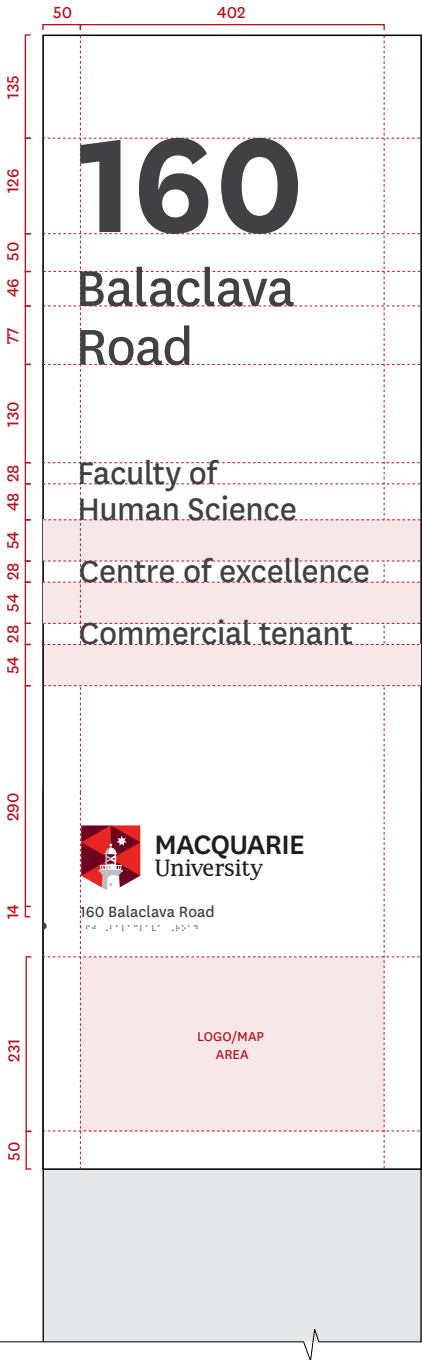 50 402
135
160
126
50
Balaclava
46
Road
77
130
Faculty of
28
Human Science
48
54
Centre of excellence
28
54
Commercial tenant
28
54
290
MACQUARIE
University
14
160 Balaclava Road
LOGO/MAP
AREA
231
50